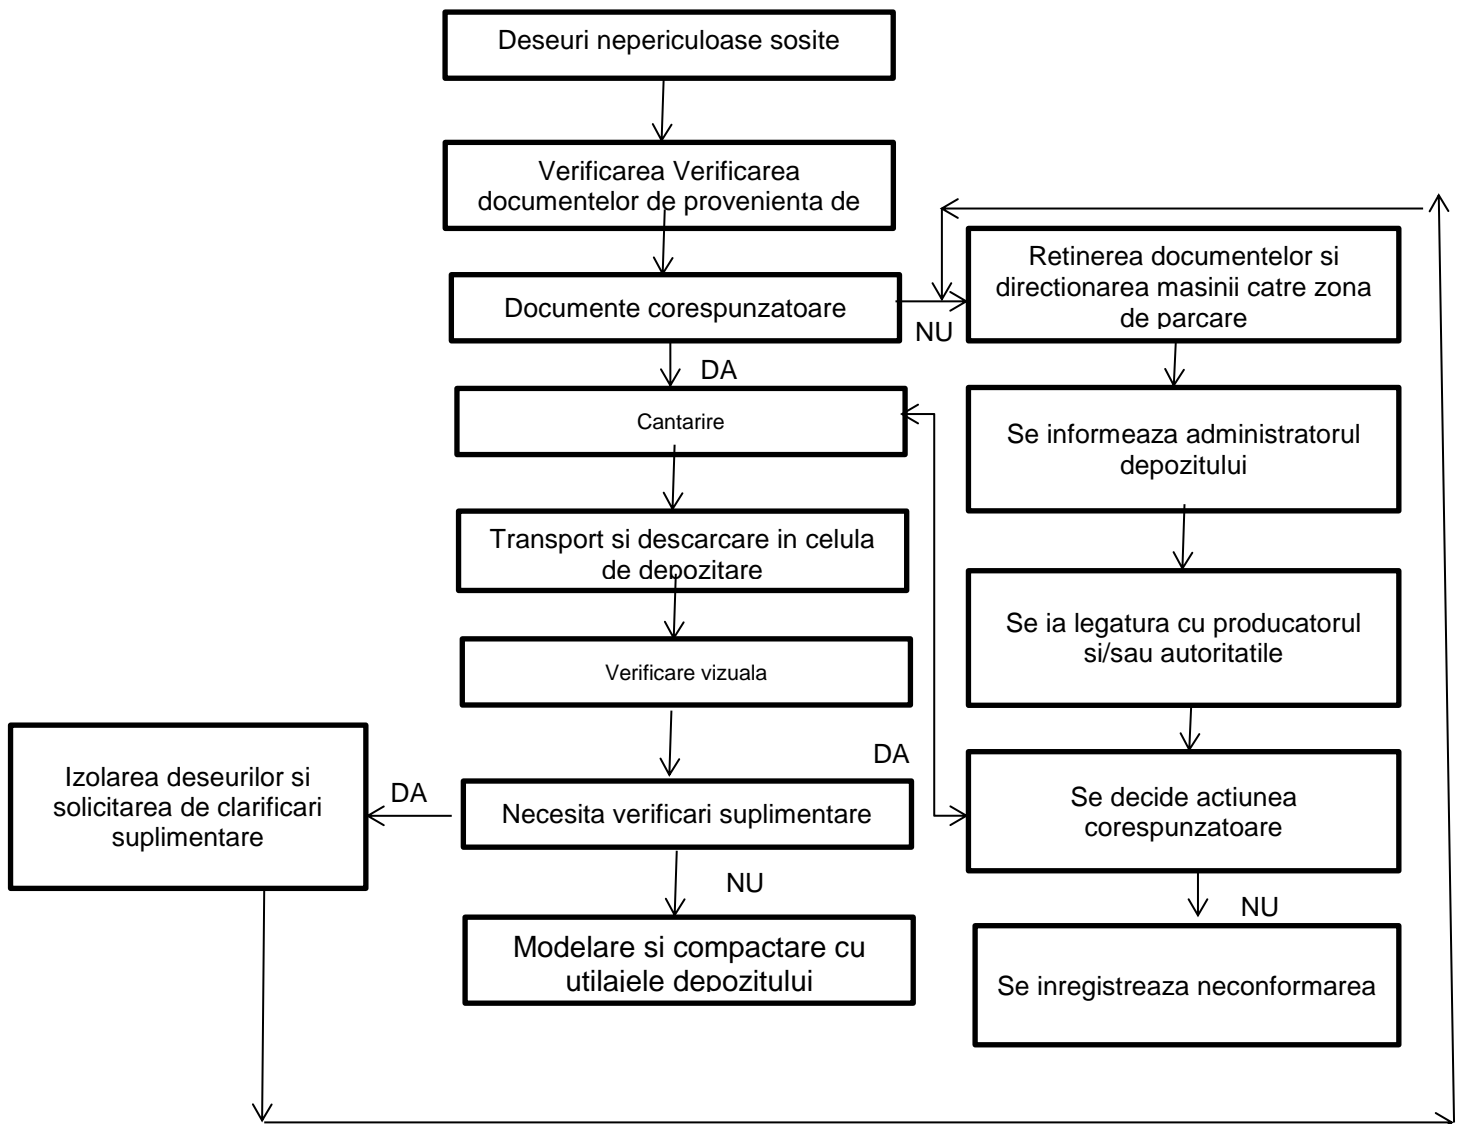 Deseuri nepericuloase sosite
Verificarea Verificarea
documentelor de provenienta de
Documente corespunzatoare
NU
Retinerea documentelor si
directionarea masinii catre zona
de parcare
DA
Cantarire
Se informeaza administratorul
depozitului
Transport si descarcare in celula
de depozitare
Se ia legatura cu producatorul
si/sau autoritatile
Verificare vizuala
DA
Izolarea deseurilor si
solicitarea de clarificari
suplimentare
DA
Necesita verificari suplimentare
Se decide actiunea
corespunzatoare
NU
NU
Modelare si compactare cu
utilajele depozitului
Se inregistreaza neconformarea